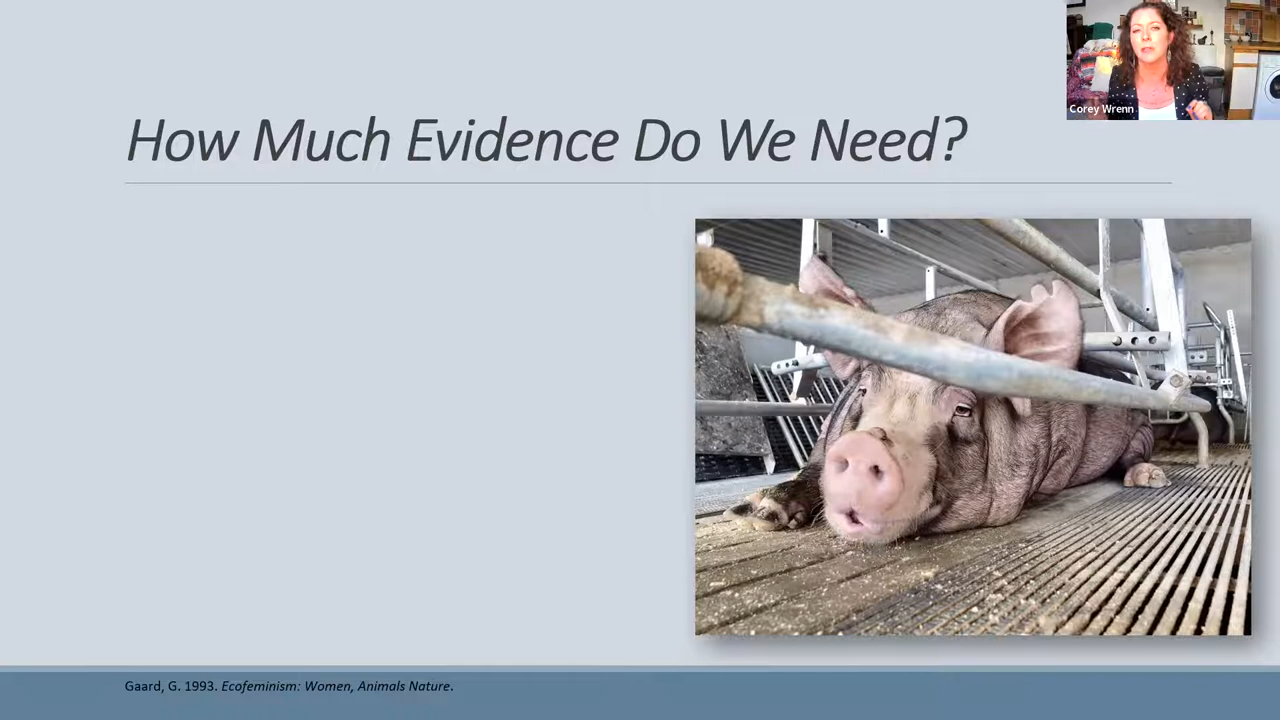 Corey Wrenn
How Much Evidence Do We Need?
Gaard, G. 1993. Ecofeminism: Women, Animals Nature.